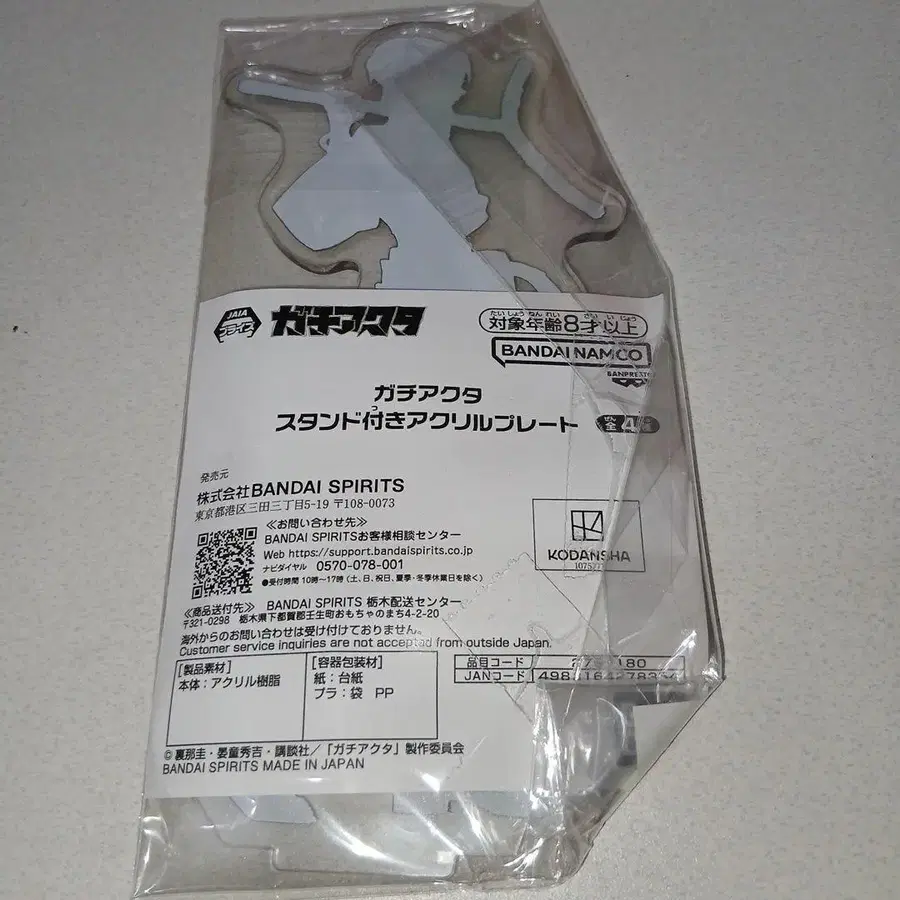 JAIA
プライズ
ガチアクタ
たいしょうねんれい さい いじょう
対象年齢8才以上
BANDAI NAMCO
BANPRESTO
ガチアクタ
スタンド付きアクリルプレート
全4種
発売元
株式会社BANDAI SPIRITS
東京都港区三田三丁目5-19 〒108-0073
≪お問い合わせ先≫
BANDAI SPIRITSお客様相談センター
Web https://support.bandaispirits.co.jp
ナビダイヤル 0570-078-001
●受付時間 10時~17時(土、日、祝日、夏季・冬季休業日を除く)
≪商品送付先≫ BANDAI SPIRITS 栃木配送センター
〒321-0298 栃木県下都賀郡壬生町おもちゃのまち4-2-20
海外からのお問い合わせは受け付けておりません。
Customer service inquiries are not accepted from outside Japan.
KODANSHA
[製品素材]
本体:アクリル樹脂
[容器包装材]
紙:台紙
プラ:袋 PP
品目コード
JANコード
©裏那圭・晏童秀吉・講談社/「ガチアクタ」製作委員会
BANDAI SPIRITS MADE IN JAPAN